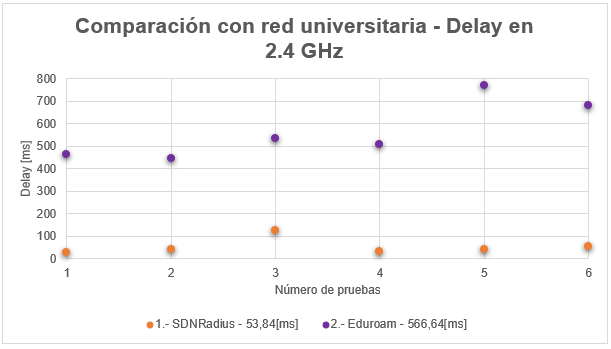 Comparación con red universitaria - Delay en
2.4 GHz
800
700
600
500
400
300
200
100
0
Delay [ms]
1 2 3 4 5 6
Número de pruebas
1.- SDNRadius - 53,84[ms] 2.- Eduroam - 566,64[ms]